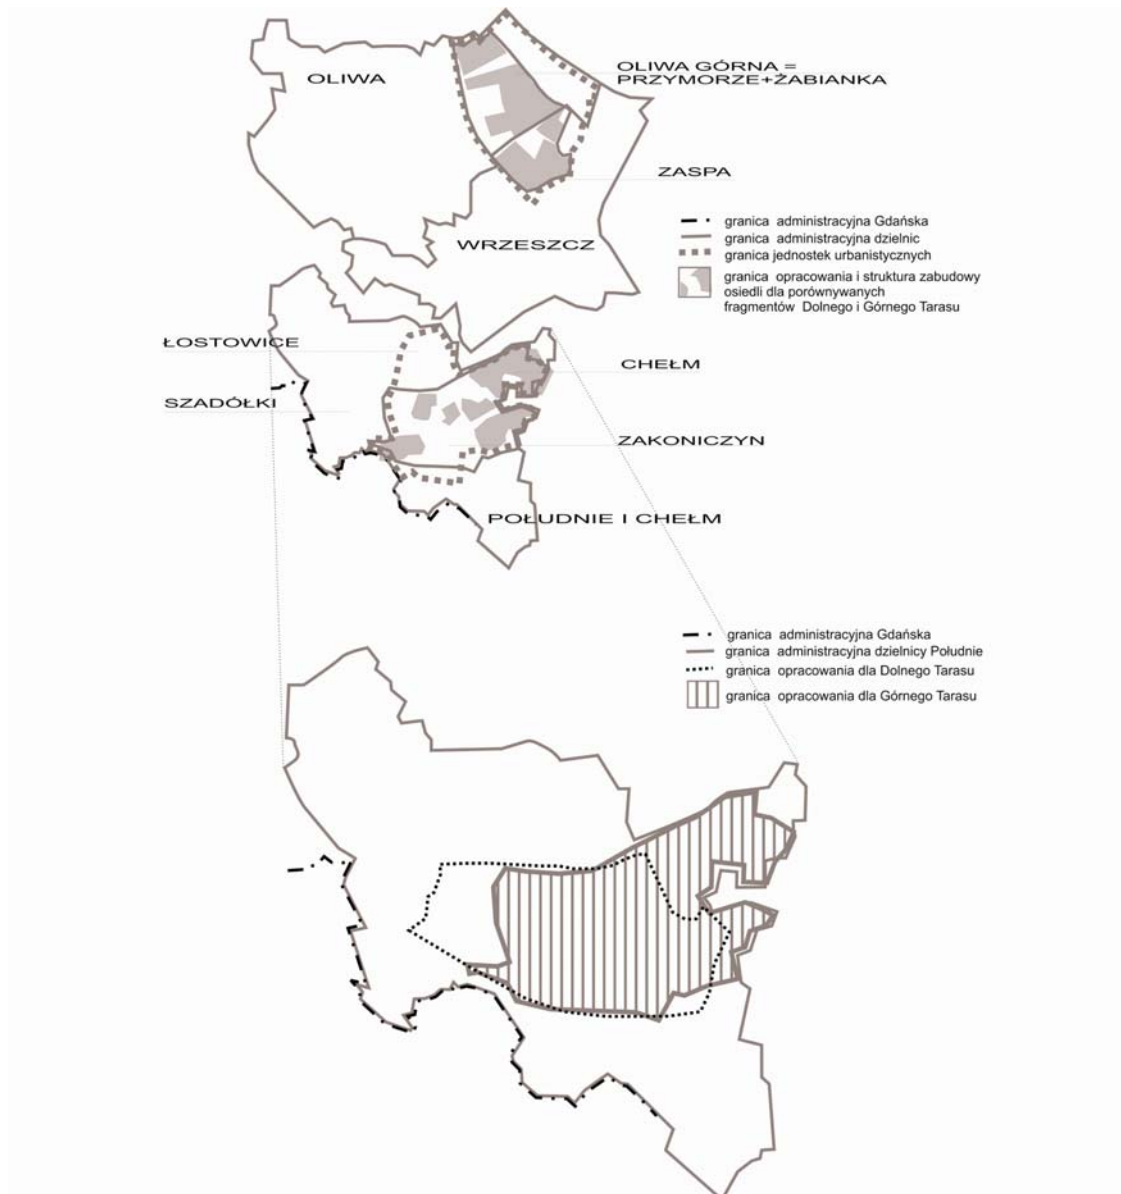 OLIWA
OLIWA GÓRNA =
PRZYMORZE+ŻABIANKA
ZASPA
WRZESZCZ
granica administracyjna Gdańska
granica administracyjna dzielnic
granica jednostek urbanistycznych
granica opracowania i struktura zabudowy
osiedli dla porównywanych
fragmentów Dolnego i Górnego Tarasu
ŁOSTOWICE
CHEŁM
SZADÓŁKI
ZAKONICZYN
POŁUDNIE I CHEŁM
granica administracyjna Gdańska
granica administracyjna dzielnicy Południe
granica opracowania dla Dolnego Tarasu
granica opracowania dla Górnego Tarasu